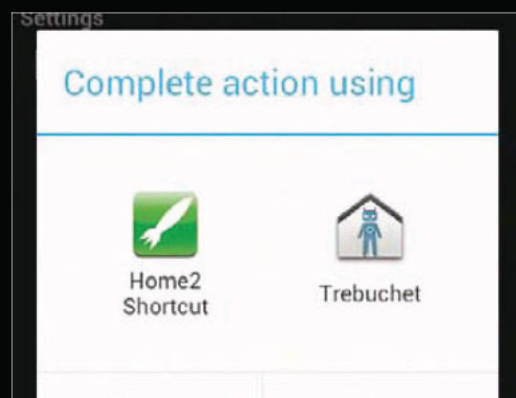 Settings
Complete action using
Home2
Shortcut
Trebuchet